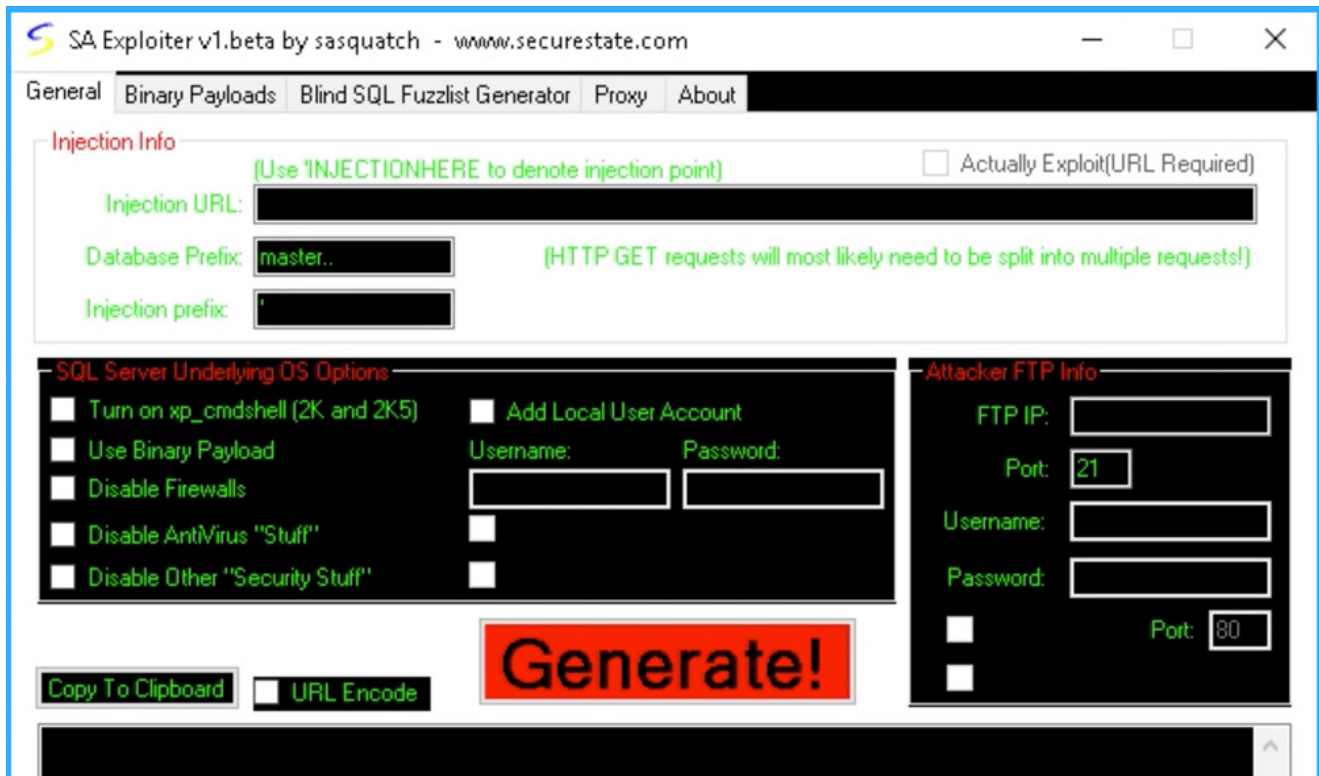 SA Exploiter v1.beta by sasquatch - www.securestate.com
General Binary Payloads Blind SQL Fuzzlist Generator Proxy About
Injection Info
(Use 'INJECTIONHERE to denote injection point)
Actually Exploit(URL Required)
Injection URL:
Database Prefix: master..
(HTTP GET requests will most likely need to be split into multiple requests!)
Injection prefix: '
SQL Server Underlying OS Options
Turn on xp_cmdshell (2K and 2K5)
Add Local User Account
Use Binary Payload
Username: Password:
Disable Firewalls
Disable AntiVirus "Stuff"
Disable Other "Security Stuff"
Attacker FTP Info
FTP IP:
Port: 21
Username:
Password:
Port: 80
Generate!
Copy To Clipboard
URL Encode